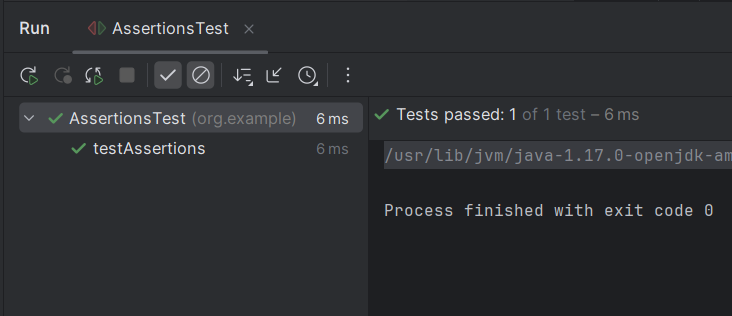 Run AssertionsTest
AssertionsTest (org.example) 6 ms
testAssertions 6 ms
Tests passed: 1 of 1 test – 6 ms
/usr/lib/jvm/java-1.17.0-openjdk-am
Process finished with exit code 0